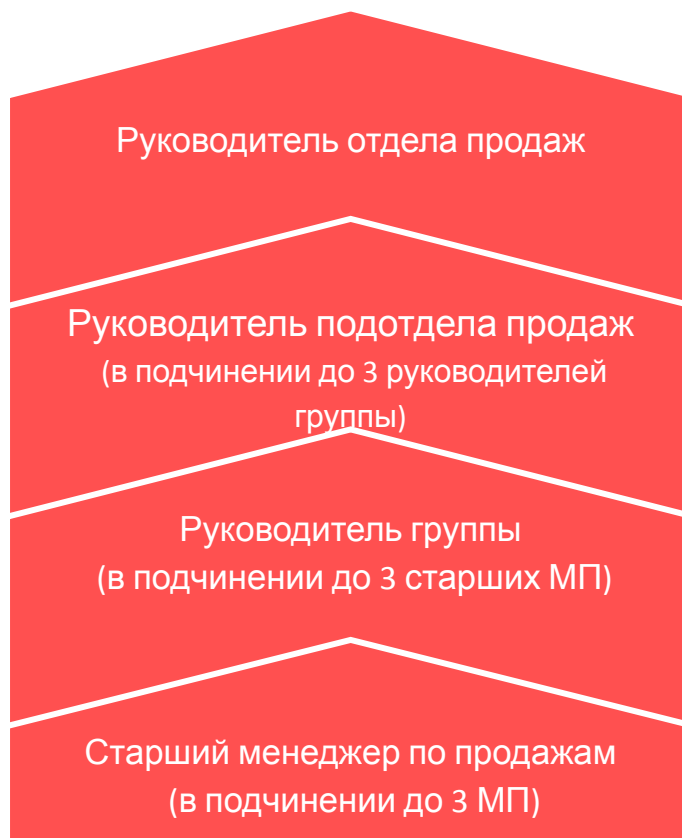 Руководитель отдела продаж
Руководитель подотдела продаж
(в подчинении до 3 руководителей
группы)
Руководитель группы
(в подчинении до 3 старших МП)
Старший менеджер по продажам
(в подчинении до 3 МП)